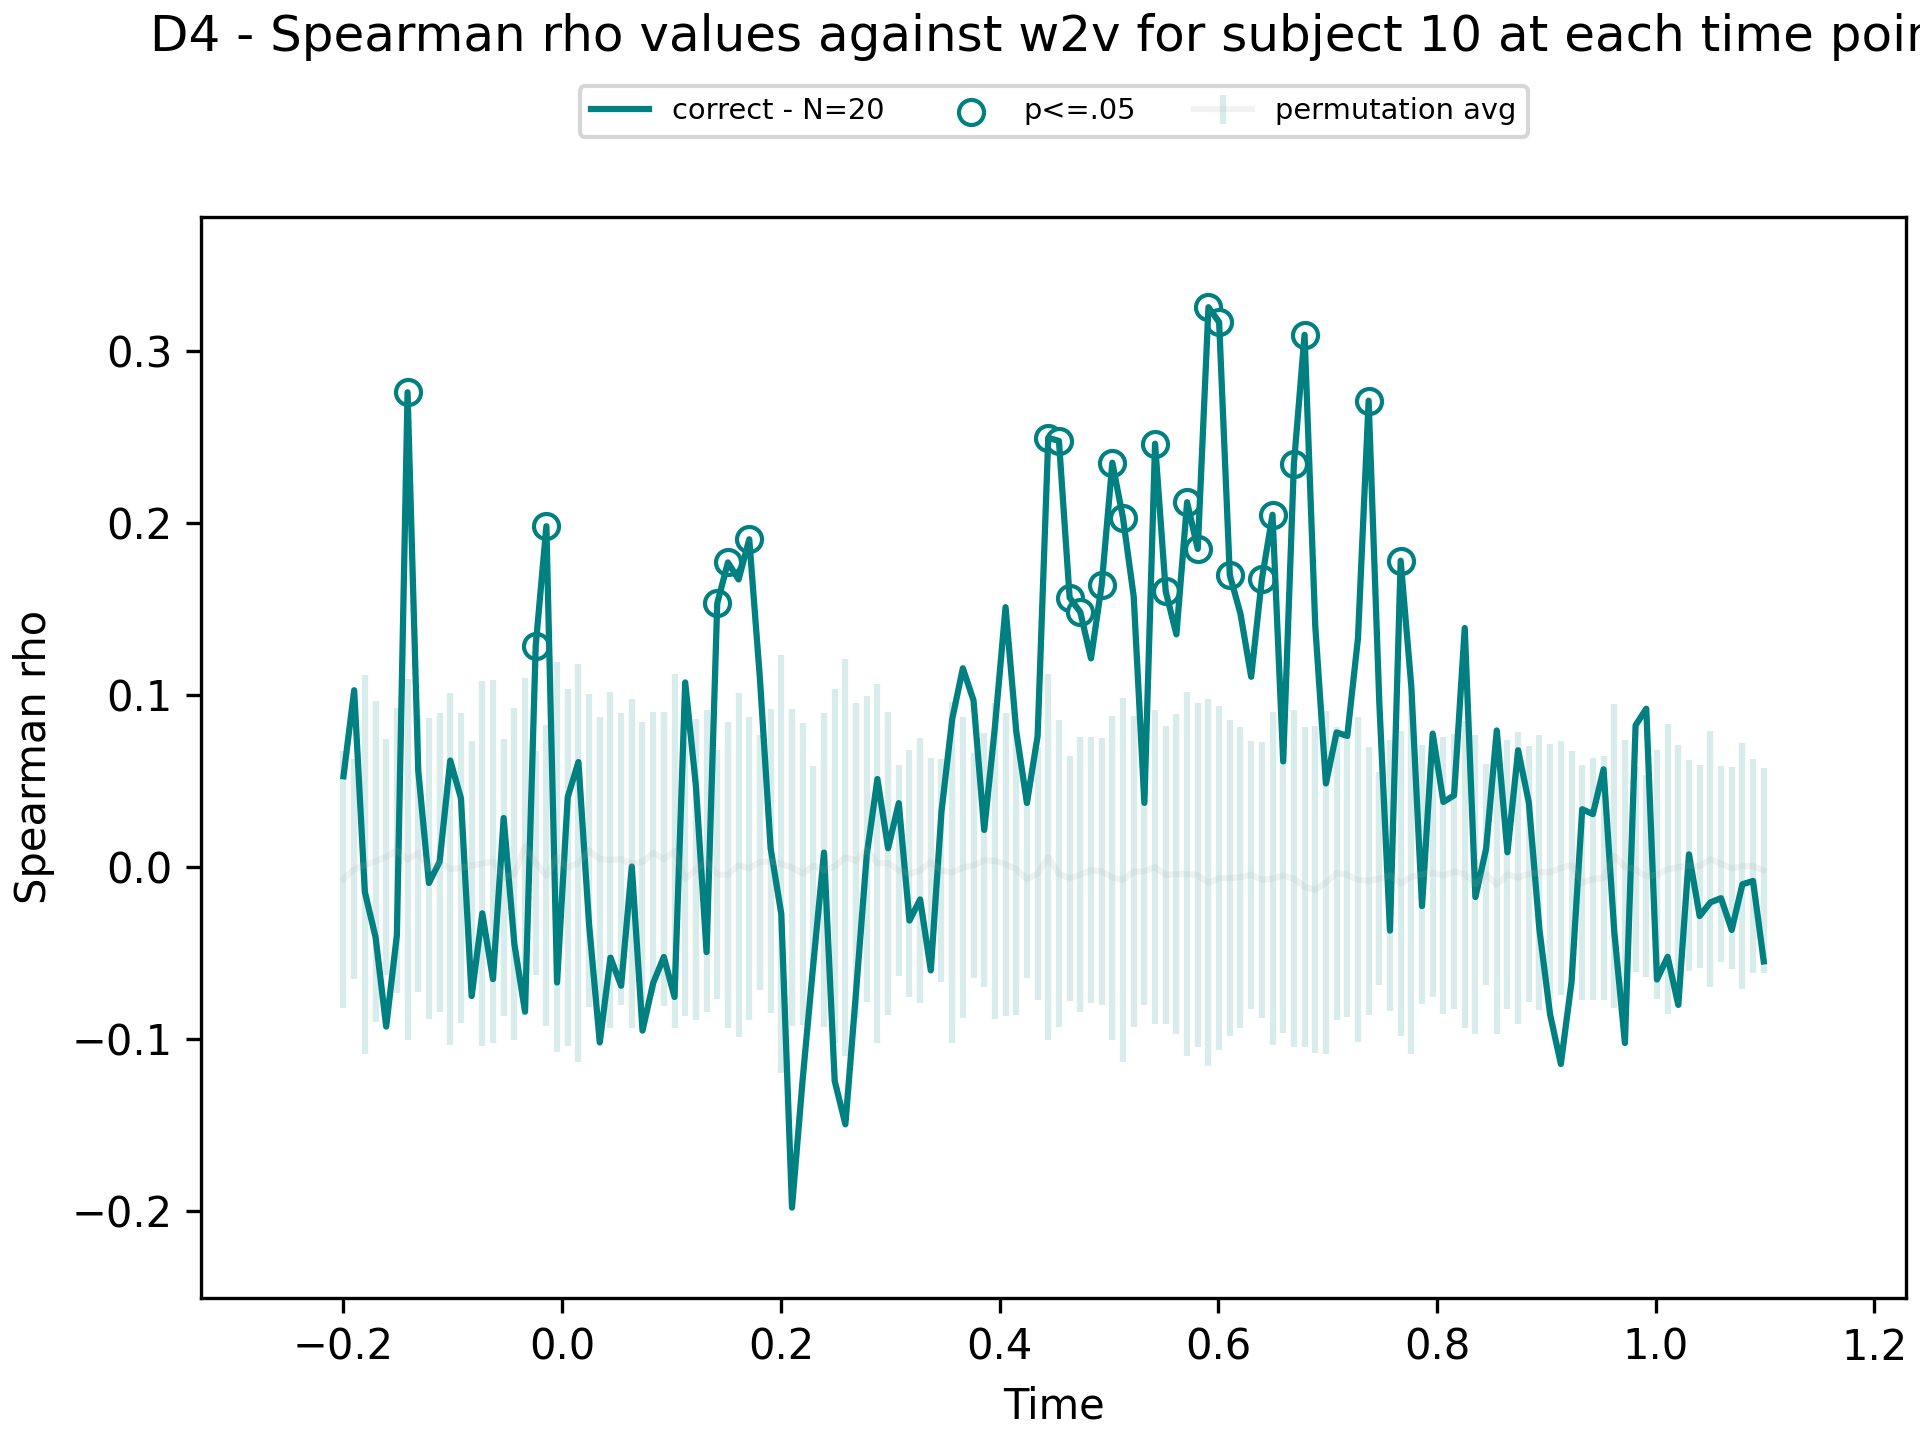 D4 - Spearman rho values against w2v for subject 10 at each time
correct - N=20 p<=.05 permutation avg
Spearman rho
0.3
0.2
0.1
0.0
−0.1
−0.2
−0.2 0.0 0.2 0.4 0.6 0.8 1.0 1.2
Time